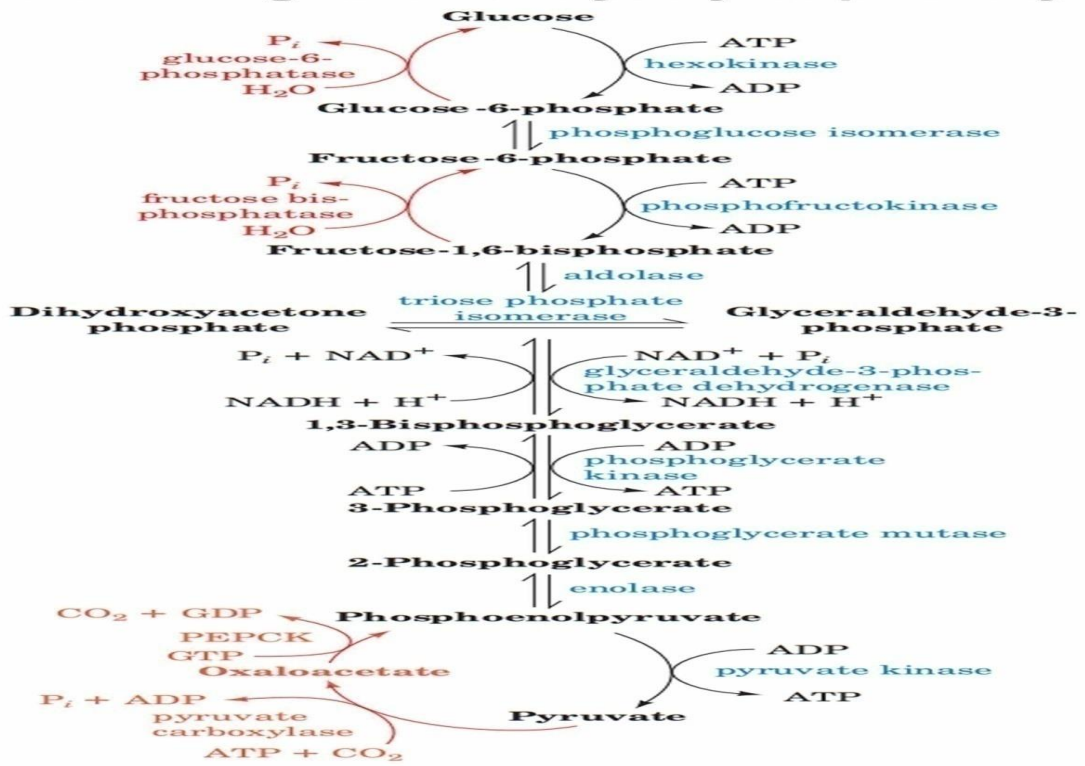 Glucose
P𝑖
ATP
glucose-6-
phosphatase
hexokinase
H₂O
ADP
Glucose-6-phosphate
phosphoglucose isomerase
Fructose-6-phosphate
P𝑖
ATP
fructose bis-
phosphatase
phosphofructokinase
H₂O
ADP
Fructose-1,6-bisphosphate
aldolase
Dihydroxyacetone
phosphate
triose phosphate
isomerase
Glyceraldehyde-3-
phosphate
P𝑖 + NAD⁺
NAD⁺ + P𝑖
glyceraldehyde-3-phos-
phate dehydrogenase
NADH + H⁺
NADH + H⁺
1,3-Bisphosphoglycerate
ADP
ADP
phosphoglycerate
kinase
ATP
ATP
3-Phosphoglycerate
phosphoglycerate mutase
2-Phosphoglycerate
enolase
CO₂ + GDP
Phosphoenolpyruvate
PEPCK
GTP
Oxaloacetate
ADP
pyruvate kinase
ATP
P𝑖 + ADP
pyruvate
carboxylase
Pyruvate
ATP + CO₂